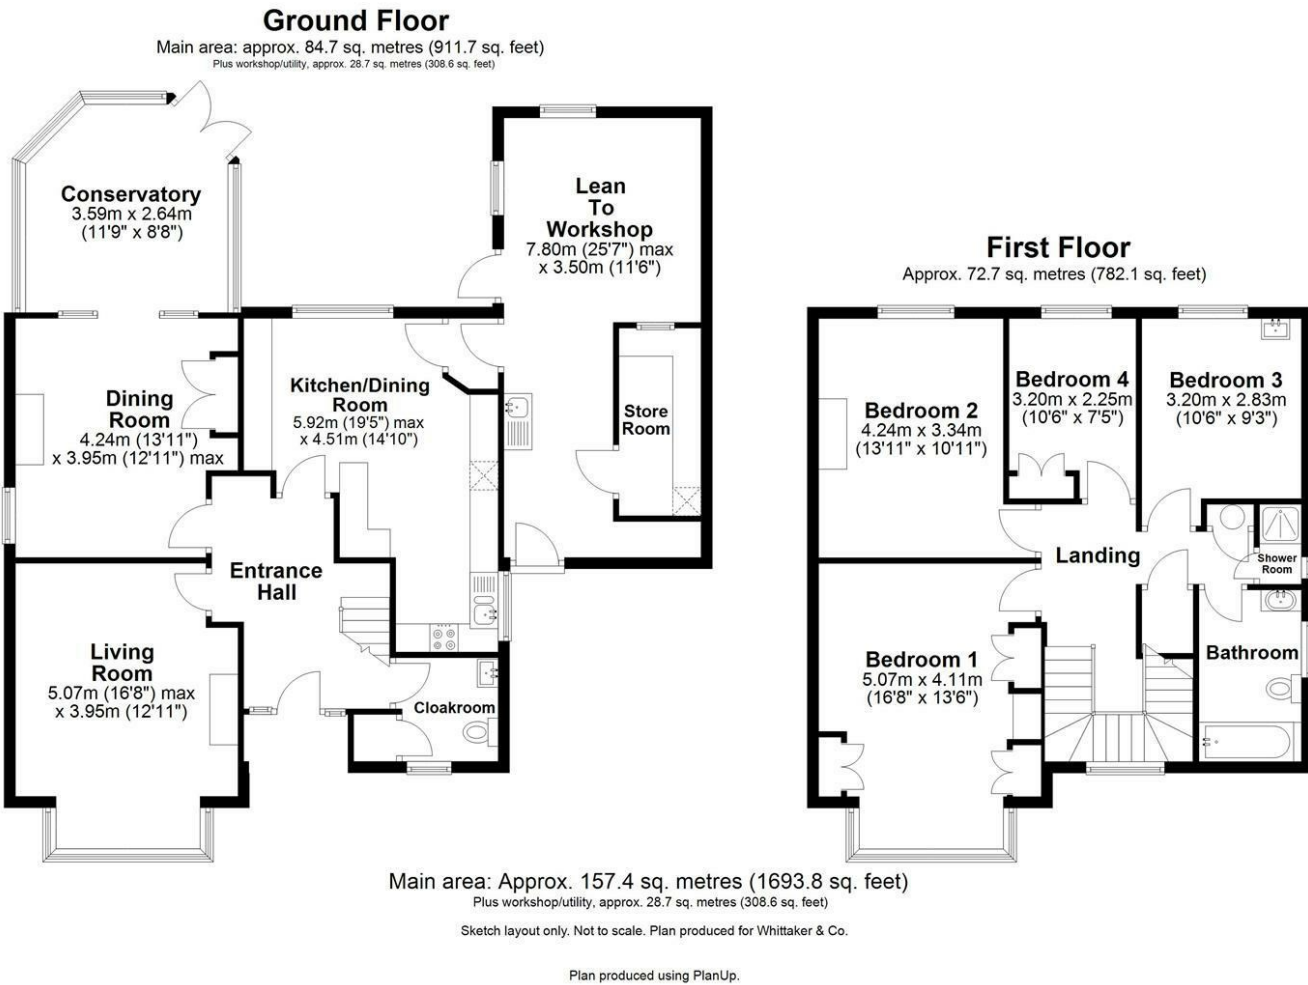 Ground Floor
Main area: approx. 84.7 sq. metres (911.7 sq. feet)
Plus workshop/utility, approx. 28.7 sq. metres (308.6 sq. feet)
Conservatory
3.59m x 2.64m
(11'9" x 8'8")
Lean
To
Workshop
7.80m (25'7") max
x 3.50m (11'6")
Dining
Room
4.24m (13'11")
x 3.95m (12'11") max
Kitchen/Dining
Room
5.92m (19'5") max
x 4.51m (14'10")
Store
Room
Entrance
Hall
Living
Room
5.07m (16'8") max
x 3.95m (12'11")
Cloakroom
First Floor
Approx. 72.7 sq. metres (782.1 sq. feet)
Bedroom 2
4.24m x 3.34m
(13'11" x 10'11")
Bedroom 4
3.20m x 2.25m
(10'6" x 7'5")
Bedroom 3
3.20m x 2.83m
(10'6" x 9'3")
Landing
Shower
Room
Bedroom 1
5.07m x 4.11m
(16'8" x 13'6")
Bathroom
Main area: Approx. 157.4 sq. metres (1693.8 sq. feet)
Plus workshop/utility, approx. 28.7 sq. metres (308.6 sq. feet)
Sketch layout only. Not to scale. Plan produced for Whittaker & Co.
Plan produced using PlanUp.